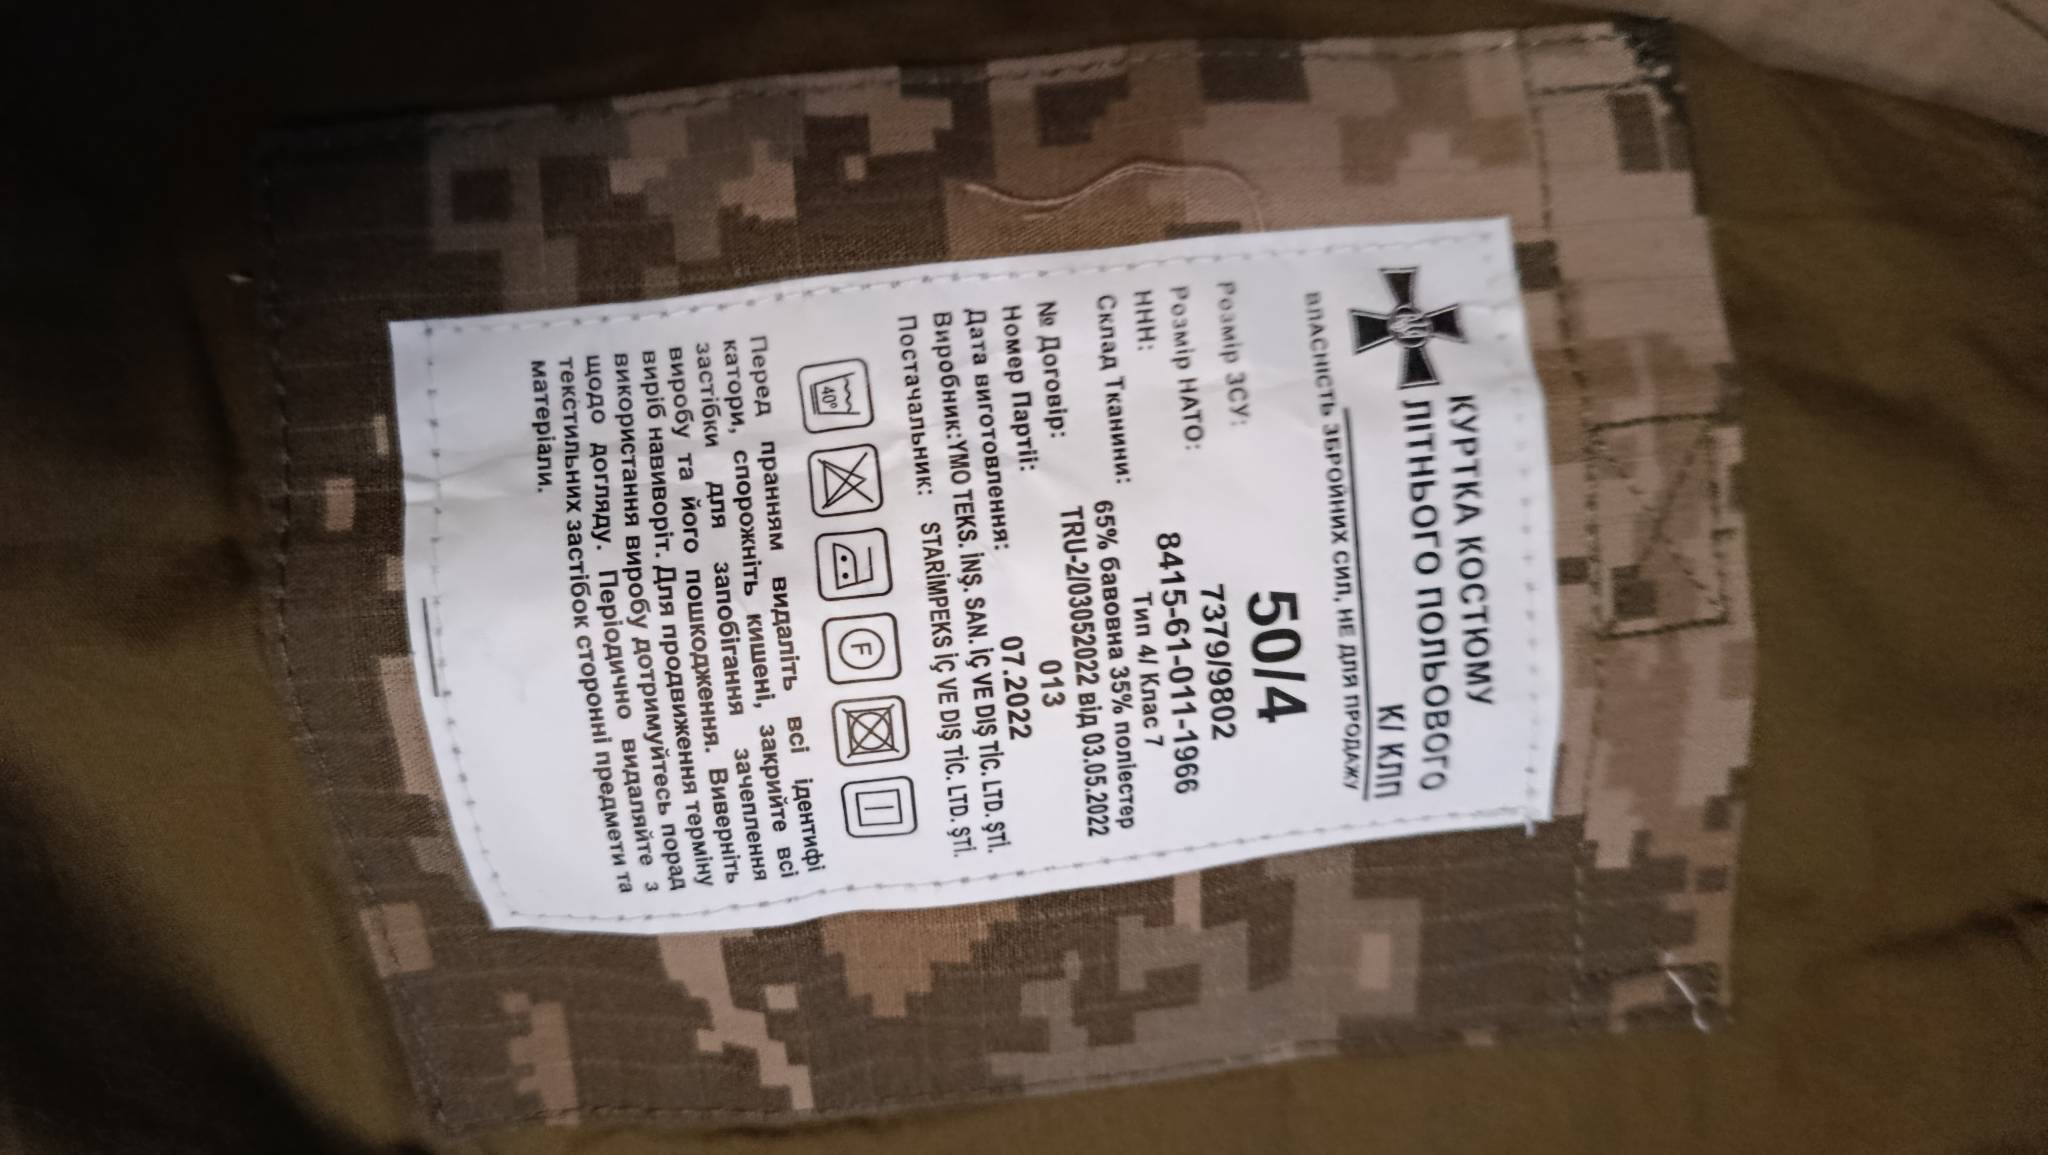 КУРТКА КОСТЮМУ
ЛІТНЬОГО ПОЛЬОВОГО
К/ КЛП
ВЛАСНІСТЬ ЗБРОЙНИХ СИЛ, НЕ ДЛЯ ПРОДАЖУ
Розмір ЗСУ: 50/4
Розмір НАТО: 7379/9802
ННН: 8415-61-011-1966
Тип 4/ Клас 7
Склад Тканини: 65% бавовна 35% поліестер
№ Договір: TRU-2/03052022 від 03.05.2022
Номер Партії: 013
Дата виготовлення: 07.2022
Виробник:YMO TEKS. İNŞ. SAN. İÇ VE DIŞ TİC. LTD. ŞTİ.
Постачальник: STARİMPEKS İÇ VE DIŞ TİC. LTD. ŞTİ.
40°
F
Перед пранням видаліть всі ідентифі
катори, спорожніть кишені, закрийте всі
застібки для запобігання зачеплення
виробу та його пошкодження. Виверніть
виріб навиворіт. Для продвиження терміну
використання виробу дотримуйтесь порад
щодо догляду. Періодично видаляйте з
текстильних застібок сторонні предмети та
матеріали.